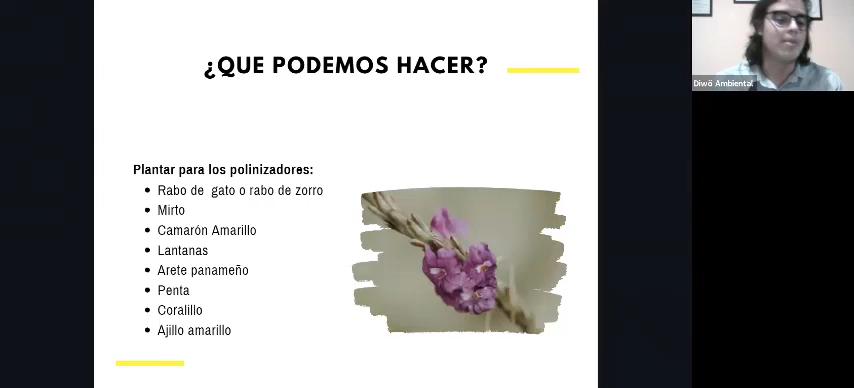 ¿QUE PODEMOS HACER?
Plantar para los polinizadores:
Rabo de gato o rabo de zorro
Mirto
Camarón Amarillo
Lantanas
Arete panameño
Penta
Coralillo
Ajillo amarillo
Diwö Ambiental